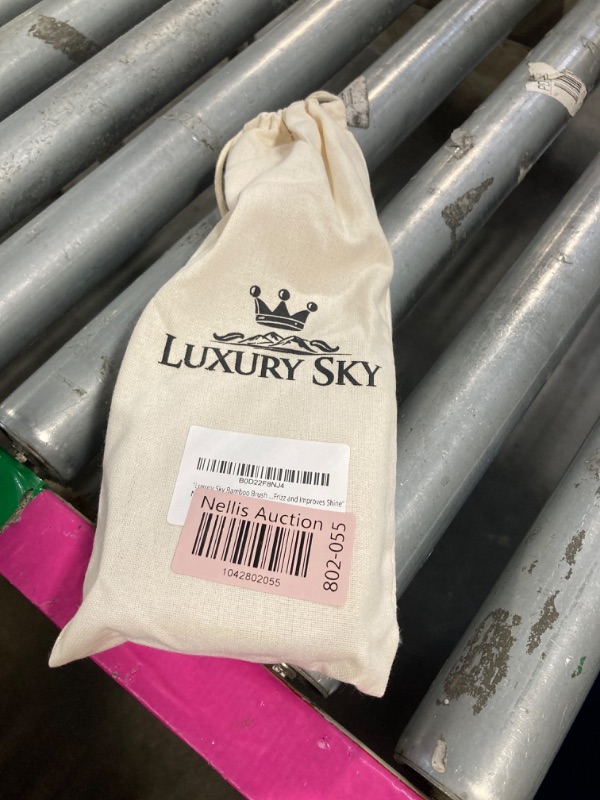 LUXURY SKY
B0D22F8NJ4
"Luxury Sky Bamboo Brush ...Frizz and Improves Shine"
N
Nellis Auction
1042802055
802-055